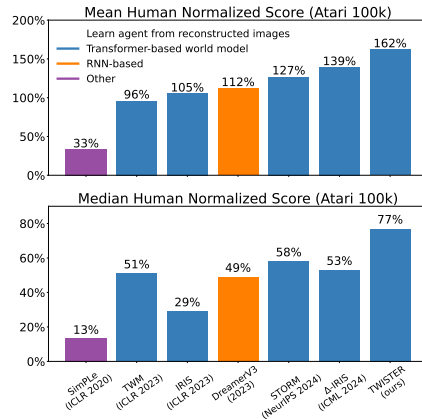 Mean Human Normalized Score (Atari 100k)
200%
150%
100%
50%
0%
Learn agent from reconstructed images
Transformer-based world model
RNN-based
Other
33%
96%
105%
112%
127%
139%
162%
Median Human Normalized Score (Atari 100k)
80%
60%
40%
20%
0%
13%
51%
29%
49%
58%
53%
77%
SimPLe
(ICLR 2020)
TWM
(ICLR 2023)
IRIS
(ICLR 2023)
DreamerV3
(2023)
STORM
(NeurIPS 2024)
Δ-IRIS
(ICML 2024)
TWISTER
(ours)